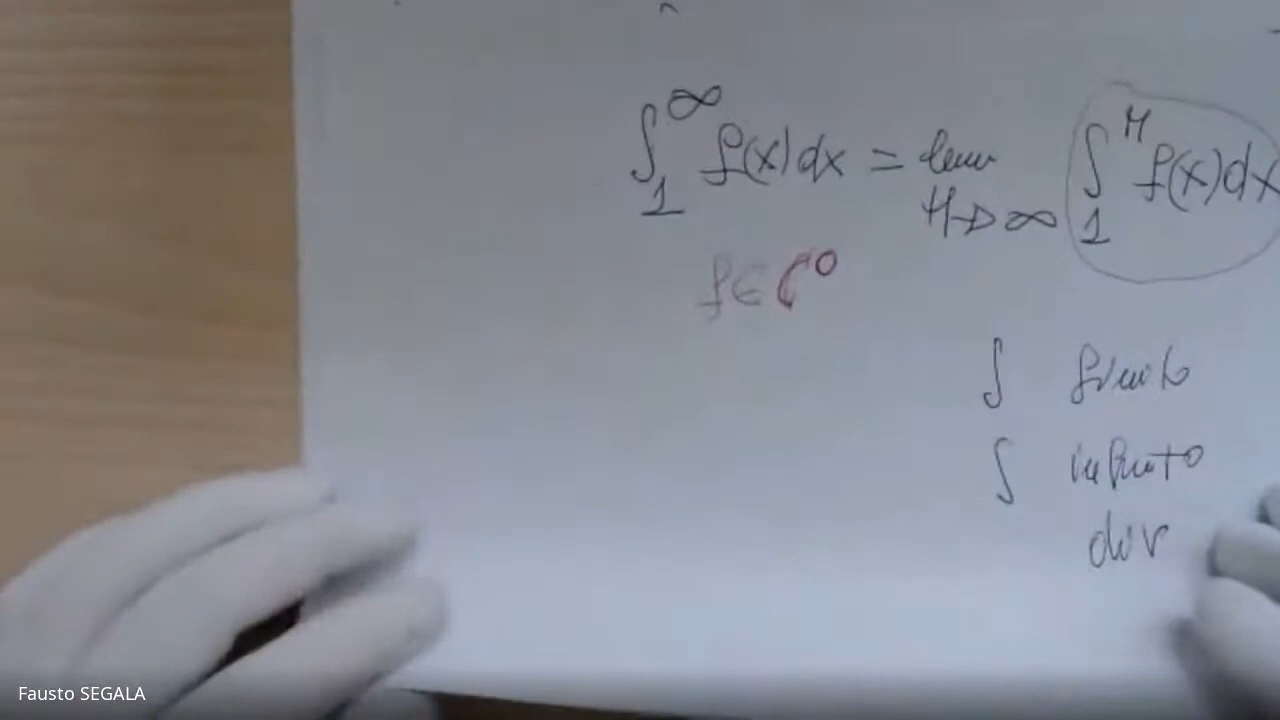 ∫₁^∞ f(x)dx = lim_{M→∞} ∫₁^M f(x)dx
f∈C⁰
∫ finito
∫ infinito
div
Fausto SEGALA